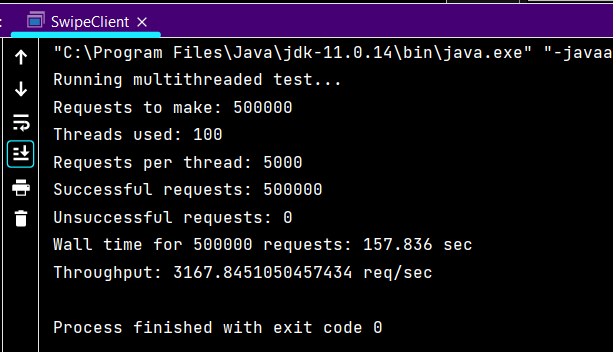 SwipeClient
"C:\Program Files\Java\jdk-11.0.14\bin\java.exe" "-javaa
Running multithreaded test...
Requests to make: 500000
Threads used: 100
Requests per thread: 5000
Successful requests: 500000
Unsuccessful requests: 0
Wall time for 500000 requests: 157.836 sec
Throughput: 3167.8451050457434 req/sec
Process finished with exit code 0